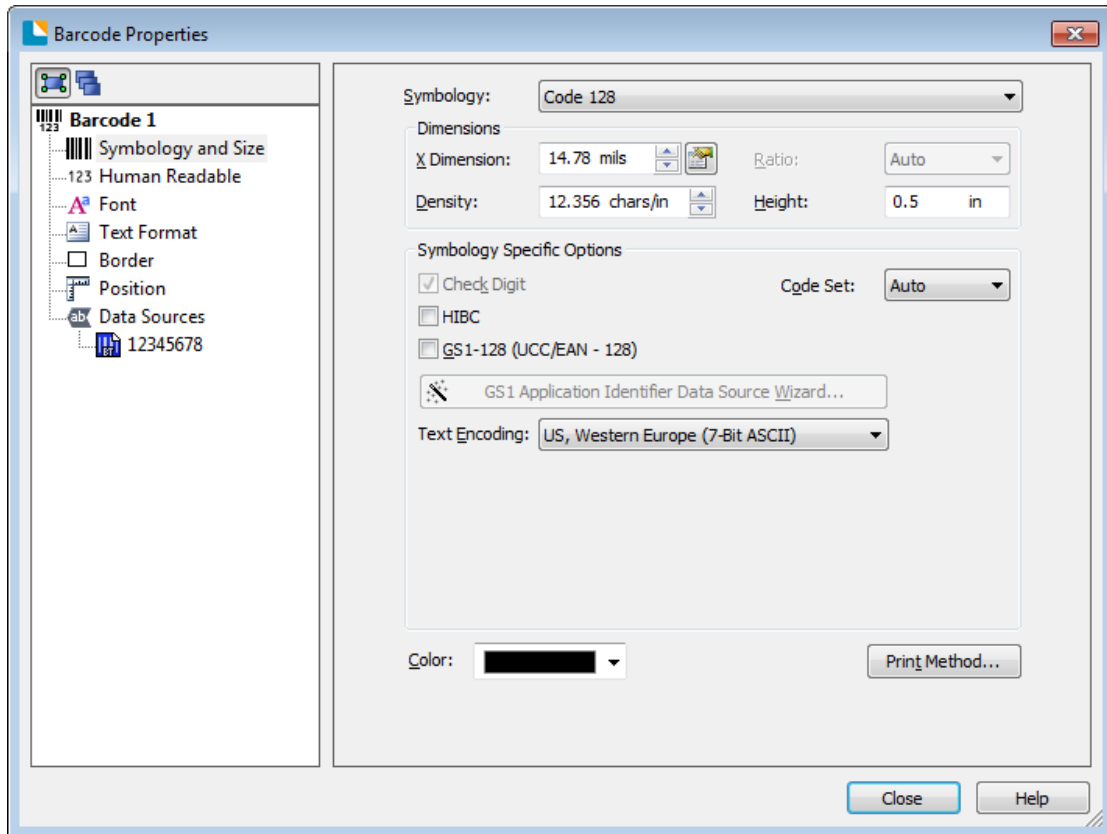 Barcode Properties
Barcode 1
Symbology and Size
123 Human Readable
Font
Text Format
Border
Position
Data Sources
12345678
Symbology: Code 128
Dimensions
X Dimension: 14.78 mils Ratio: Auto
Density: 12.356 chars/in Height: 0.5 in
Symbology Specific Options
Check Digit Code Set: Auto
HIBC
GS1-128 (UCC/EAN - 128)
GS1 Application Identifier Data Source Wizard...
Text Encoding: US, Western Europe (7-Bit ASCII)
Color: Print Method...
Close Help